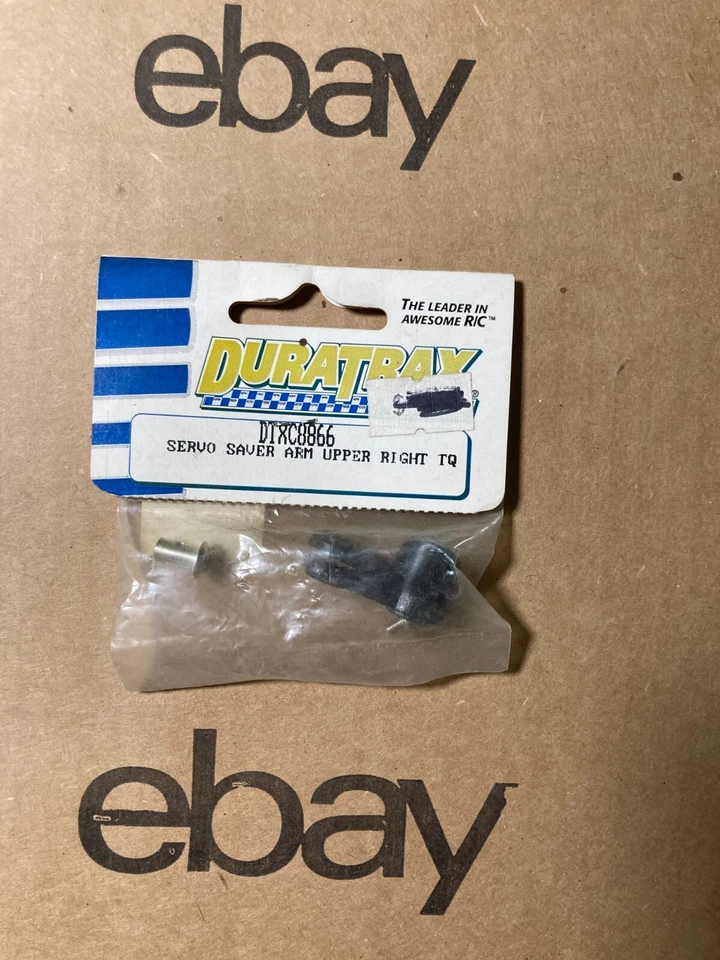 ebay
THE LEADER IN
AWESOME R/C™
DURATRAX®
DTXC8866
SERVO SAVER ARM UPPER RIGHT TQ
ebay